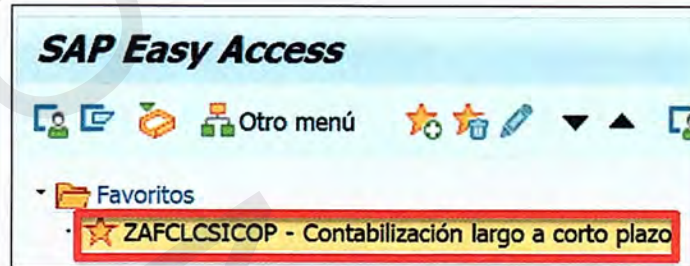 SAP Easy Access
Otro menú
Favoritos
ZAFCLCSICOP - Contabilización largo a corto plazo